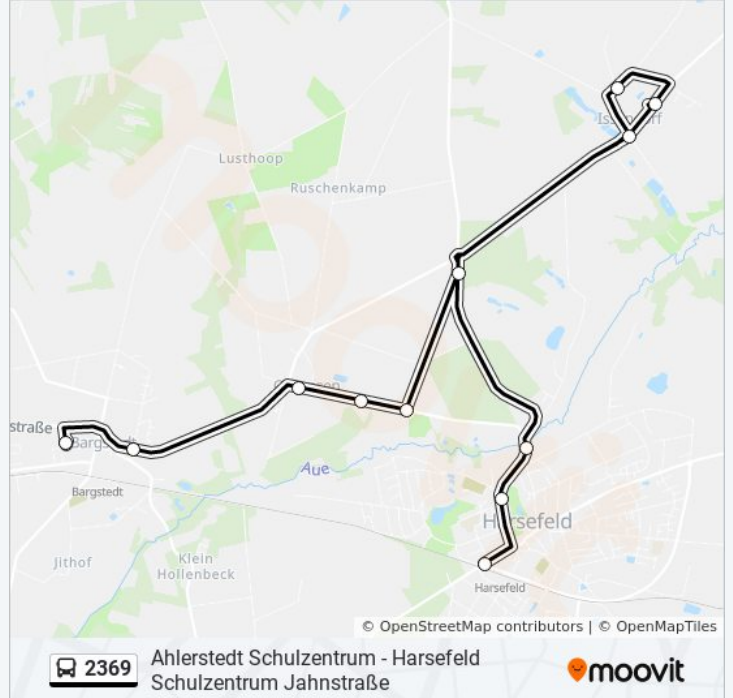 Lusthoop
Ruschenkamp
straße
Aue
Bargstedt
Harsefeld
Jithof
Klein
Hollenbeck
Harsefeld
© OpenStreetMap contributors | © OpenMapTiles
2369
Ahlerstedt Schulzentrum - Harsefeld
Schulzentrum Jahnstraße
moovit